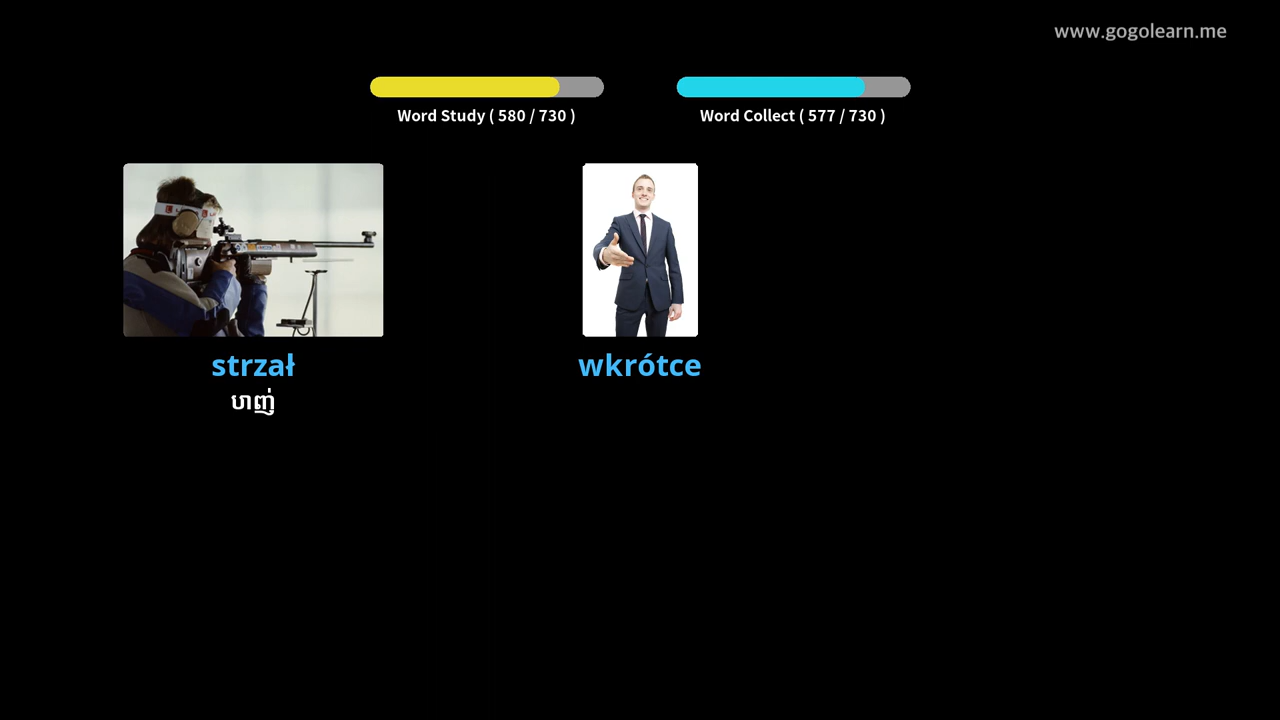 www.gogolearn.me
Word Study ( 580 / 730 )
Word Collect ( 577 / 730 )
strzał
បាញ់
wkrótce